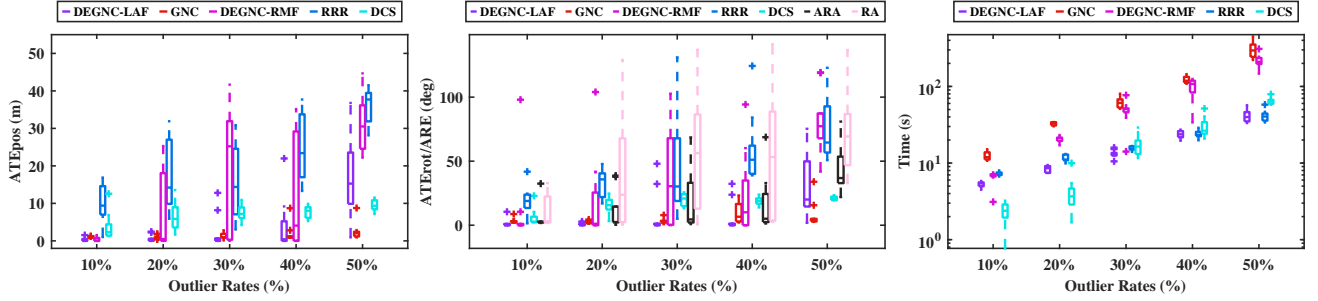 DEGNC-LAF GNC DEGNC-RMF RRR DCS
ATEpos (m)
50
40
30
20
10
0
10% 20% 30% 40% 50%
Outlier Rates (%)
DEGNC-LAF GNC DEGNC-RMF RRR DCS ARA RA
ATErot/ARE (deg)
100
50
0
10% 20% 30% 40% 50%
Outlier Rates (%)
DEGNC-LAF GNC DEGNC-RMF RRR DCS
Time (s)
10²
10¹
10⁰
10% 20% 30% 40% 50%
Outlier Rates (%)